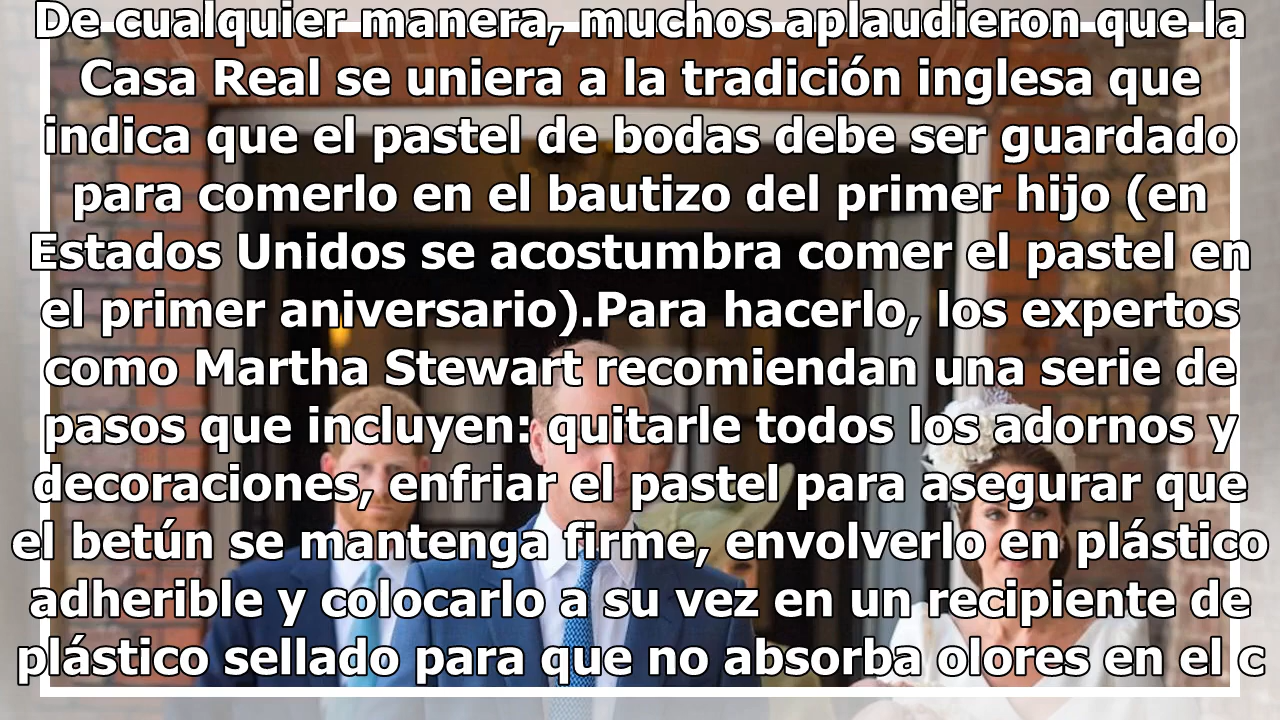 De cualquier manera, muchos aplaudieron que la
Casa Real se uniera a la tradición inglesa que
indica que el pastel de bodas debe ser guardado
para comerlo en el bautizo del primer hijo (en
Estados Unidos se acostumbra comer el pastel en
el primer aniversario).Para hacerlo, los expertos
como Martha Stewart recomiendan una serie de
pasos que incluyen: quitarle todos los adornos y
decoraciones, enfriar el pastel para asegurar que
el betún se mantenga firme, envolverlo en plástico
adherible y colocarlo a su vez en un recipiente de
plástico sellado para que no absorba olores en el c